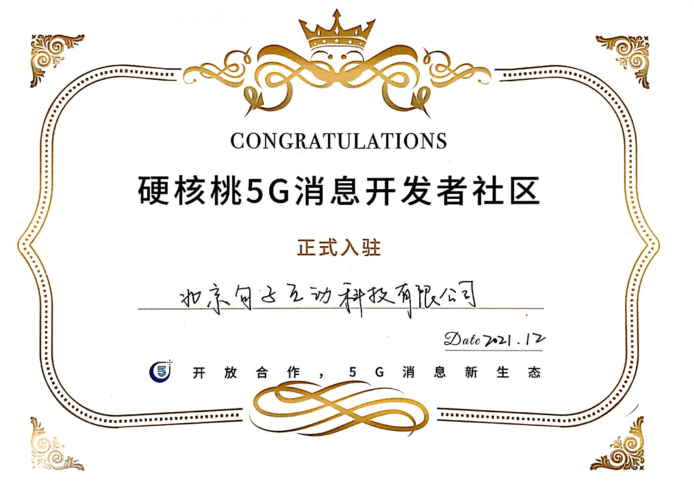 CONGRATULATIONS
硬核桃5G消息开发者社区
正式入驻
北京句子互动科技有限公司
Date 2021.12
5 开放合作，5G消息新生态